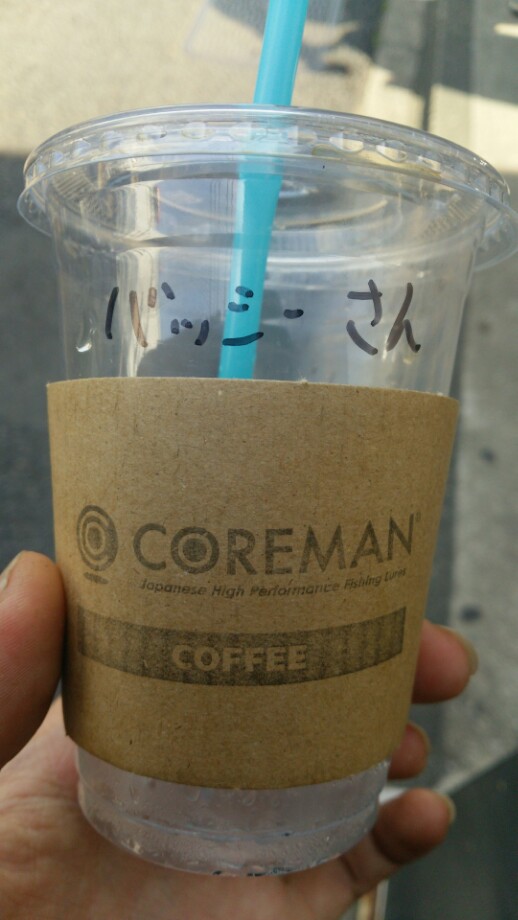 バッシー さん
COREMAN®
Japanese High Performance Fishing Lures
COFFEE